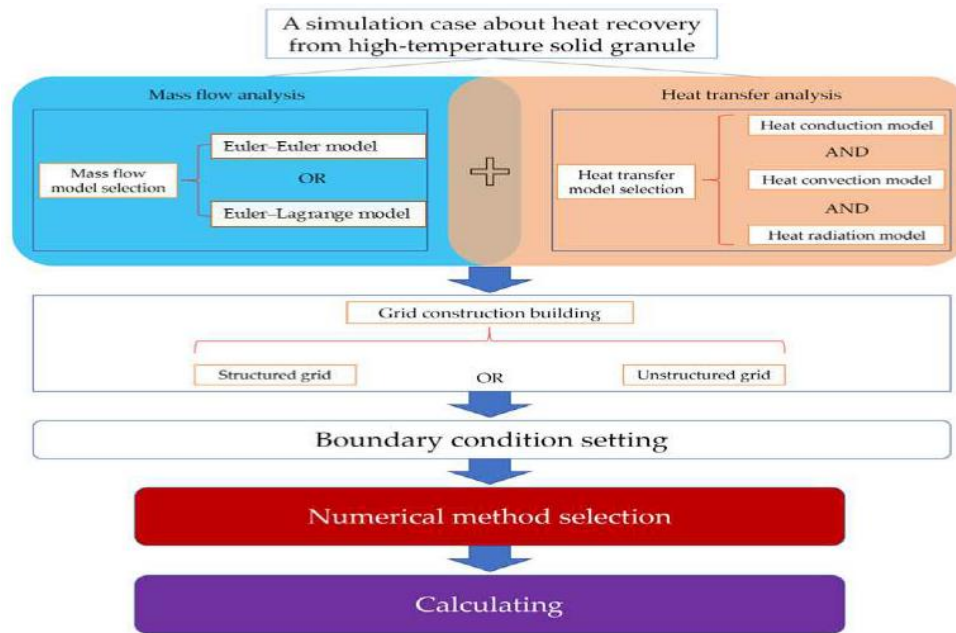 A simulation case about heat recovery
from high-temperature solid granule
Mass flow analysis
Heat transfer analysis
Mass flow
model selection
Euler–Euler model
OR
Euler–Lagrange model
Heat transfer
model selection
Heat conduction model
AND
Heat convection model
AND
Heat radiation model
Grid construction building
Structured grid
OR
Unstructured grid
Boundary condition setting
Numerical method selection
Calculating